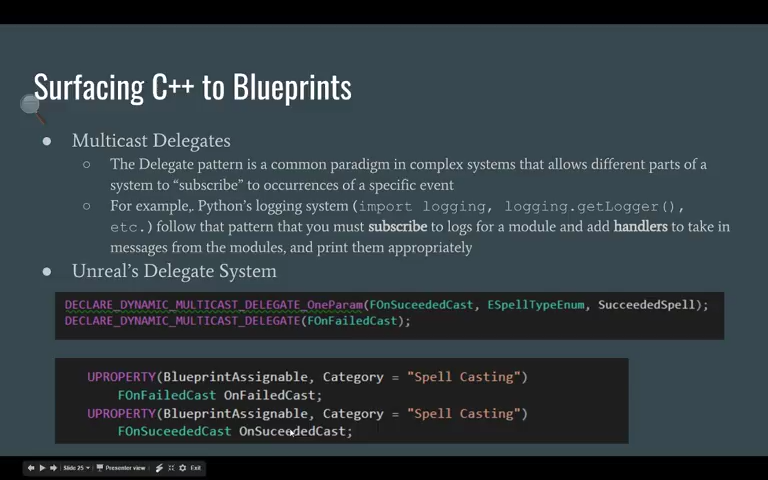 Surfacing C++ to Blueprints
● Multicast Delegates
○ The Delegate pattern is a common paradigm in complex systems that allows different parts of a
system to “subscribe” to occurrences of a specific event
○ For example,. Python’s logging system (import logging, logging.getLogger(),
etc.) follow that pattern that you must subscribe to logs for a module and add handlers to take in
messages from the modules, and print them appropriately
● Unreal’s Delegate System
DECLARE_DYNAMIC_MULTICAST_DELEGATE_OneParam(FOnSuceededCast, ESpellTypeEnum, SucceededSpell);
DECLARE_DYNAMIC_MULTICAST_DELEGATE(FOnFailedCast);
UPROPERTY(BlueprintAssignable, Category = "Spell Casting")
FOnFailedCast OnFailedCast;
UPROPERTY(BlueprintAssignable, Category = "Spell Casting")
FOnSuceededCast OnSuceededCast;
Slide 25 Presenter view Exit